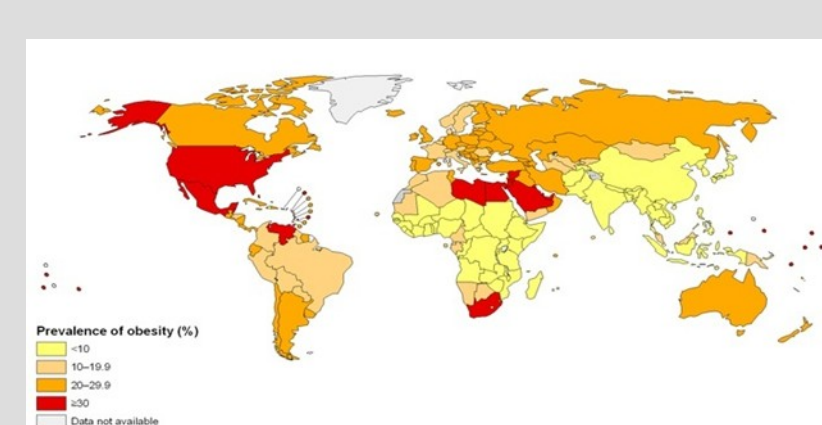 Prevalence of obesity (%)
<10
10–19.9
20–29.9
≥30
Data not available